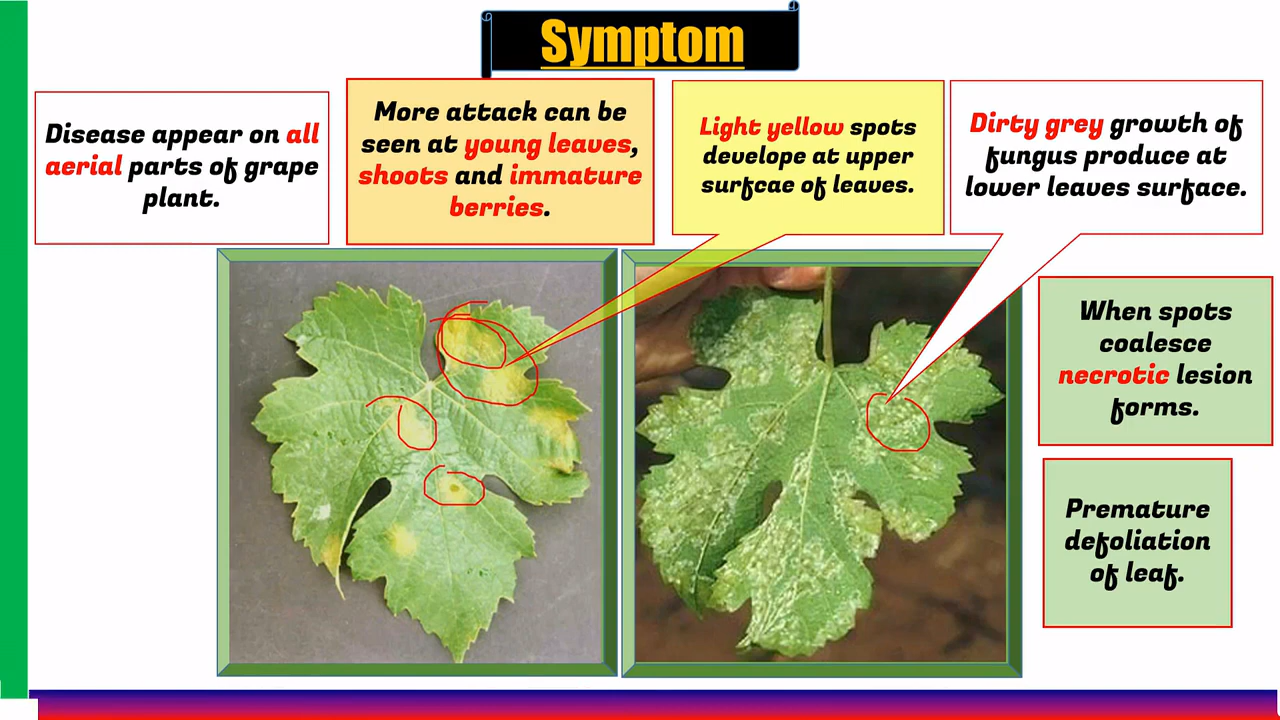 Symptom
Disease appear on all
aerial parts of grape
plant.
More attack can be
seen at young leaves,
shoots and immature
berries.
Light yellow spots
develope at upper
surfcae of leaves.
Dirty grey growth of
fungus produce at
lower leaves surface.
When spots
coalesce
necrotic lesion
forms.
Premature
defoliation
of leaf.